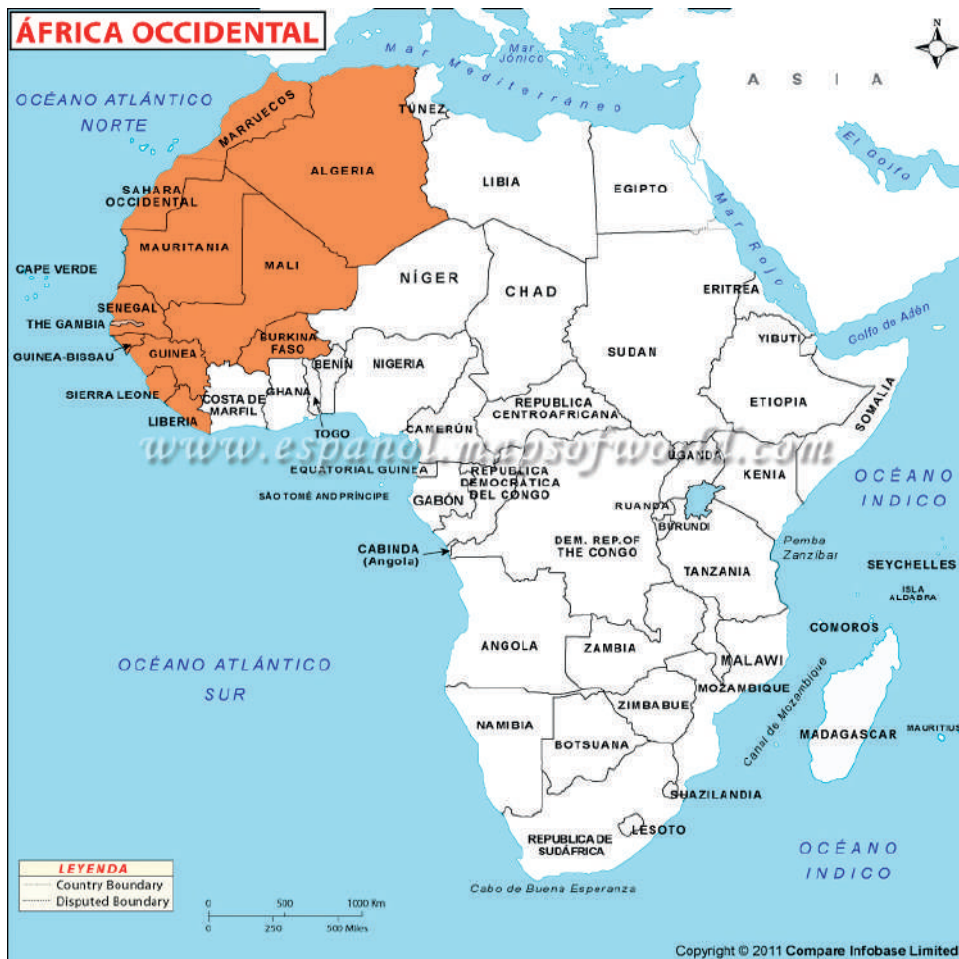 ÁFRICA OCCIDENTAL
N
Mar Mediterráneo
Mar
Jónico
A S I A
OCÉANO ATLÁNTICO
NORTE
MARRUECOS
TÚNEZ
El Golfo
ALGERIA
LIBIA
EGIPTO
SAHARA
OCCIDENTAL
Mar Rojo
MAURITANIA
MALI
CAPE VERDE
NÍGER
CHAD
ERITREA
SENEGAL
THE GAMBIA
Golfo de Adén
GUINEA-BISSAU
GUINEA
BURKINA
FASO
BENÍN
NIGERIA
SUDAN
YIBUTI
SIERRA LEONE
COSTA DE
MARFIL
GHANA
REPUBLICA
CENTROAFRICANA
ETIOPIA
SOMALIA
LIBERIA
TOGO
CAMERÚN
www.espanol.mapsofworld.com
EQUATORIAL GUINEA
REPUBLICA
DEMOCRÁTICA
DEL CONGO
UGANDA
KENIA
OCÉANO
INDICO
SÃO TOMÉ AND PRÍNCIPE
GABÓN
RUANDA
BURUNDI
CABINDA
(Angola)
DEM. REP. OF
THE CONGO
Pemba
Zanzibar
TANZANIA
SEYCHELLES
ISLA
ALDABRA
COMOROS
OCÉANO ATLÁNTICO
SUR
ANGOLA
ZAMBIA
MALAWI
MOZAMBIQUE
Canal de Mozambique
NAMIBIA
ZIMBABUE
BOTSUANA
MADAGASCAR
MAURITIUS
SUAZILANDIA
LESOTO
REPUBLICA DE
SUDÁFRICA
OCÉANO
INDICO
Cabo de Buena Esperanza
LEYENDA
Country Boundary
Disputed Boundary
0 500 1000 Km
0 250 500 Miles
Copyright © 2011 Compare Infobase Limited